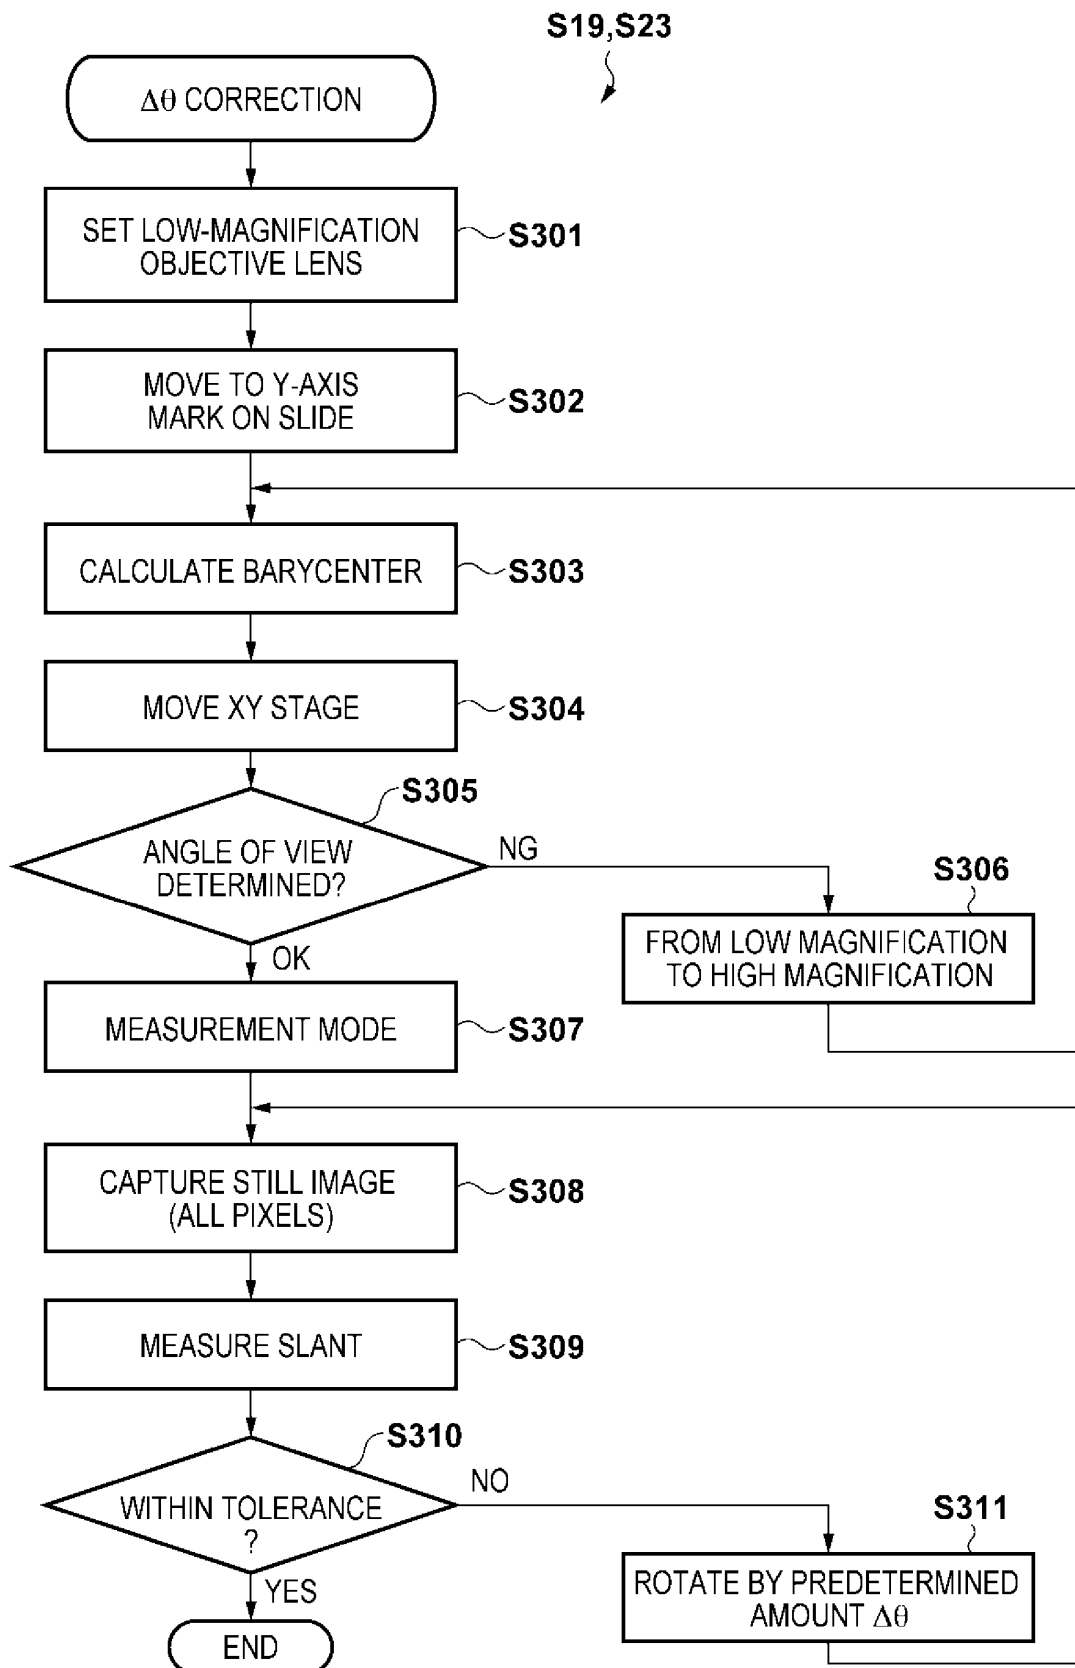 S19,S23
Δθ CORRECTION
SET LOW-MAGNIFICATION
OBJECTIVE LENS
S301
MOVE TO Y-AXIS
MARK ON SLIDE
S302
CALCULATE BARYCENTER
S303
MOVE XY STAGE
S304
S305
ANGLE OF VIEW
DETERMINED?
NG
OK
S306
FROM LOW MAGNIFICATION
TO HIGH MAGNIFICATION
MEASUREMENT MODE
S307
CAPTURE STILL IMAGE
(ALL PIXELS)
S308
MEASURE SLANT
S309
S310
WITHIN TOLERANCE
?
NO
YES
S311
ROTATE BY PREDETERMINED
AMOUNT Δθ
END